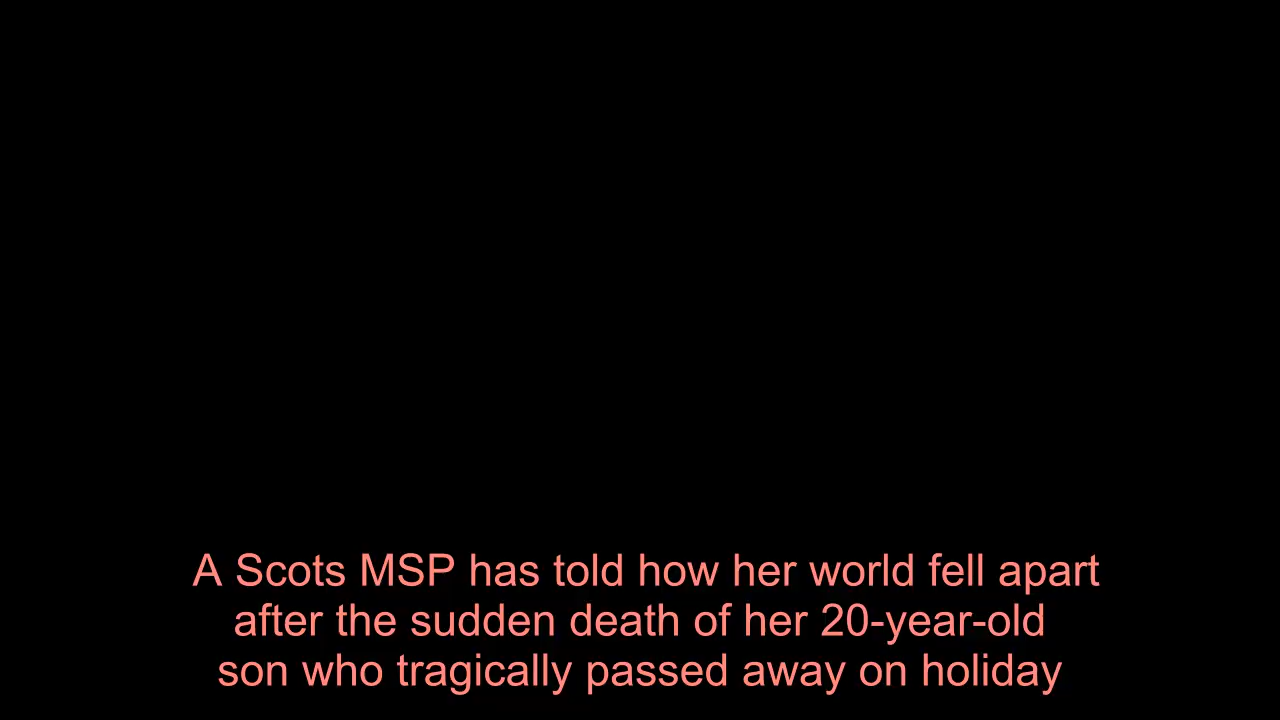 A Scots MSP has told how her world fell apart
after the sudden death of her 20-year-old
son who tragically passed away on holiday